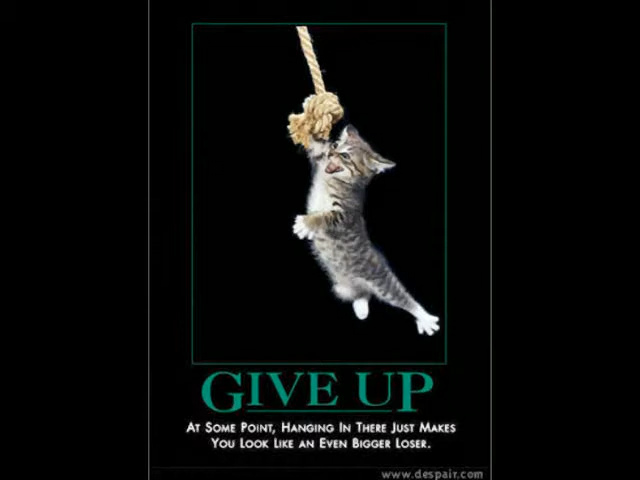 GIVE UP
AT SOME POINT, HANGING IN THERE JUST MAKES
YOU LOOK LIKE AN EVEN BIGGER LOSER.
www.despair.com